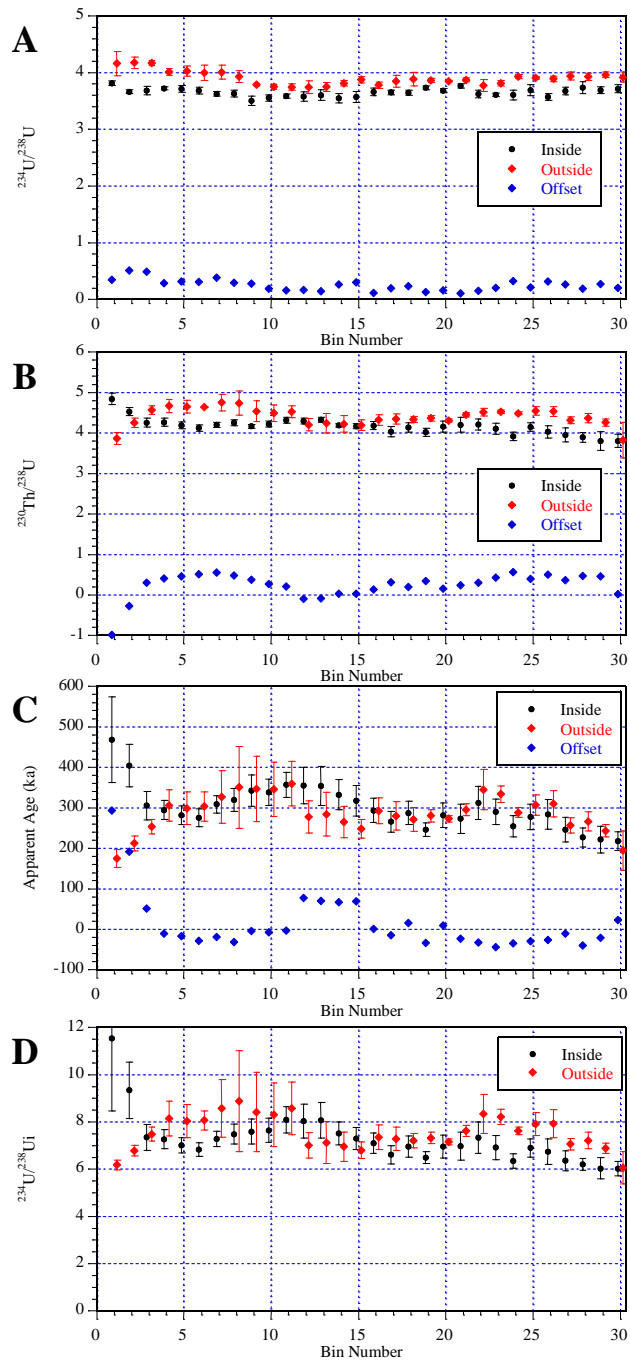 A
5
4
3
2
1
0
²³⁴U/²³⁸U
Inside
Outside
Offset
0 5 10 15 20 25 30
Bin Number
B
6
5
4
3
2
1
0
-1
²³⁰Th/²³⁸U
Inside
Outside
Offset
0 5 10 15 20 25 30
Bin Number
C
600
500
400
300
200
100
0
-100
Apparent Age (ka)
Inside
Outside
Offset
0 5 10 15 20 25 30
Bin Number
D
12
10
8
6
4
2
0
²³⁴U/²³⁸Ui
Inside
Outside
0 5 10 15 20 25 30
Bin Number